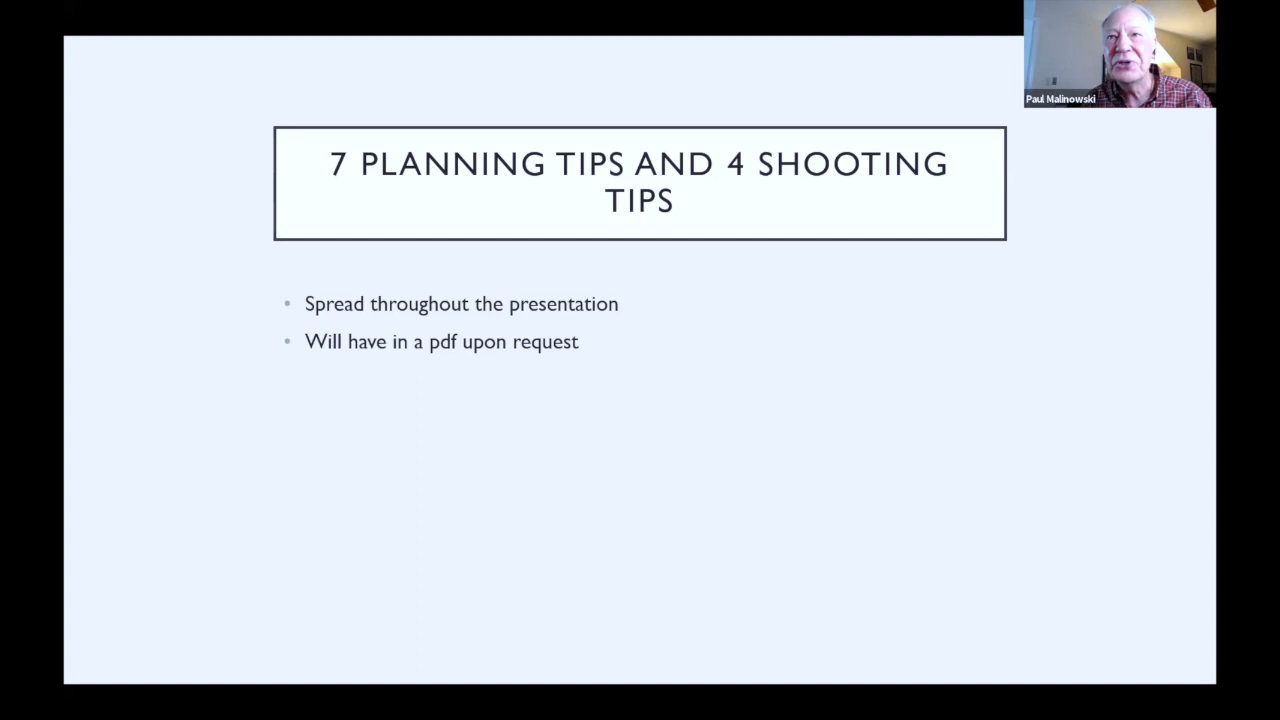 Paul Malinowski
7 PLANNING TIPS AND 4 SHOOTING
TIPS
• Spread throughout the presentation
• Will have in a pdf upon request